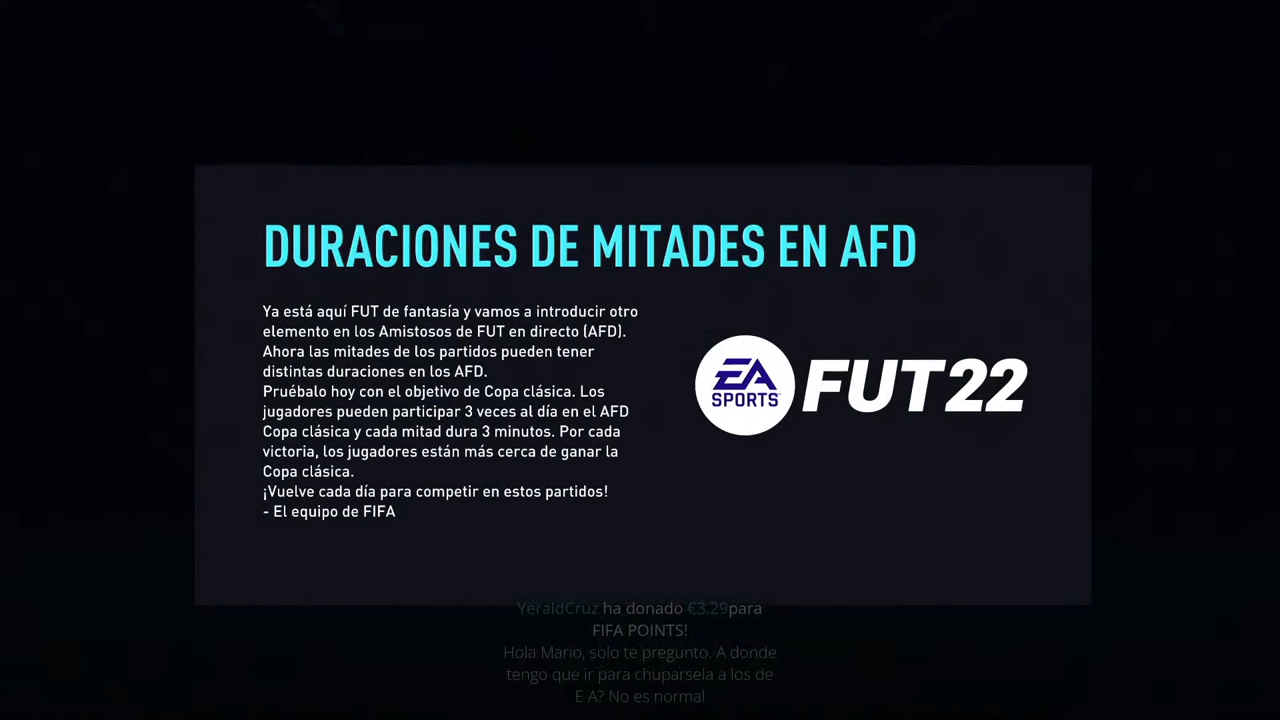 DURACIONES DE MITADES EN AFD
Ya está aquí FUT de fantasía y vamos a introducir otro
elemento en los Amistosos de FUT en directo (AFD).
Ahora las mitades de los partidos pueden tener
distintas duraciones en los AFD.
Pruébalo hoy con el objetivo de Copa clásica. Los
jugadores pueden participar 3 veces al día en el AFD
Copa clásica y cada mitad dura 3 minutos. Por cada
victoria, los jugadores están más cerca de ganar la
Copa clásica.
¡Vuelve cada día para competir en estos partidos!
- El equipo de FIFA
EA
SPORTS
FUT22
YeraldCruz ha donado €3.29para
FIFA POINTS!
Hola Mario, solo te pregunto. A donde
tengo que ir para chuparsela a los de
E A? No es normal